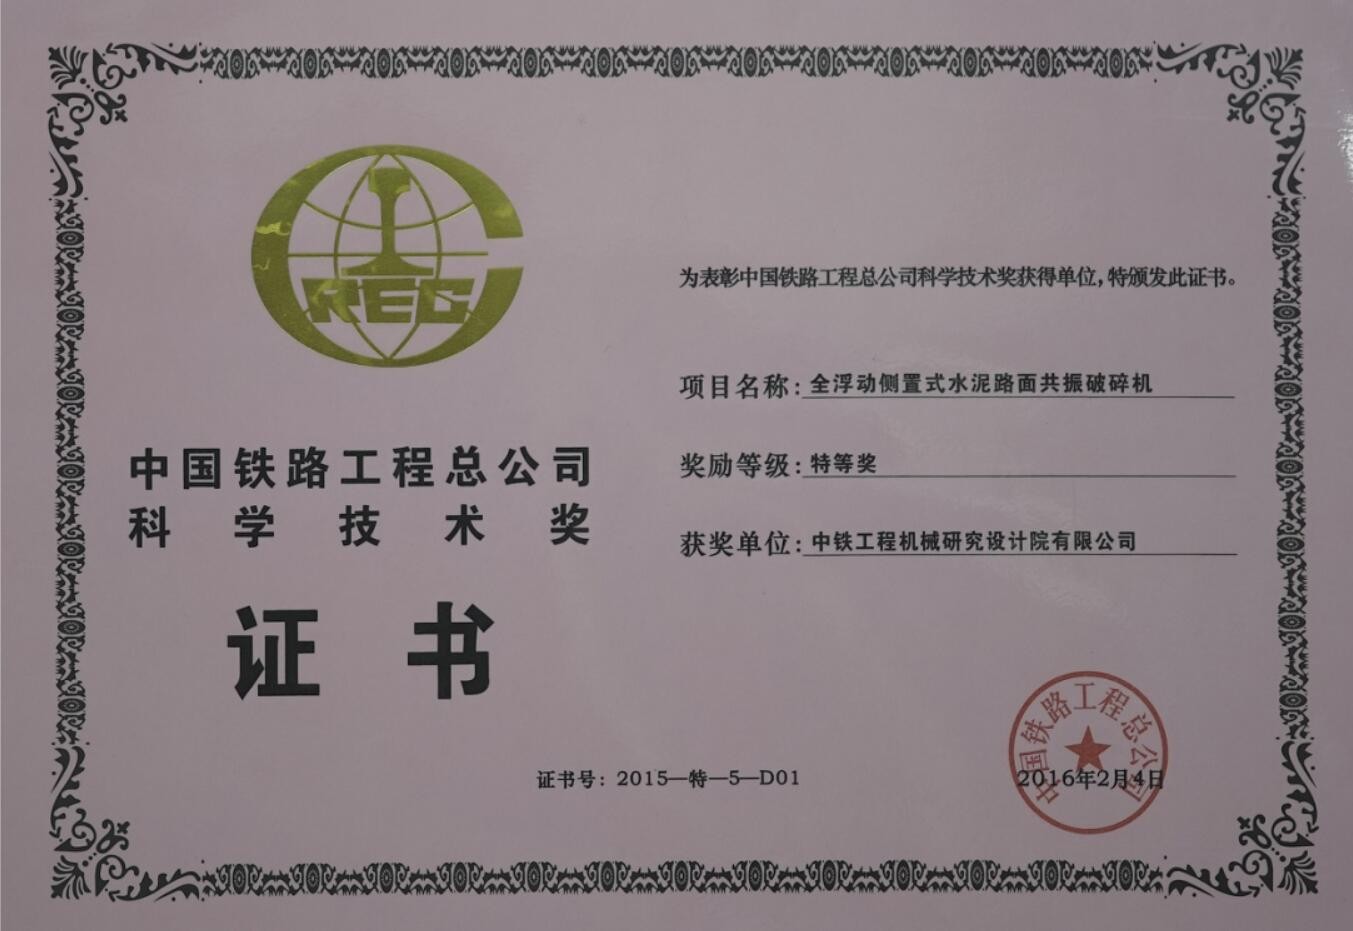 CREC
中国铁路工程总公司
科学技术奖
证书
为表彰中国铁路工程总公司科学技术奖获得单位，特颁发此证书。
项目名称：全浮动侧置式水泥路面共振破碎机
奖励等级：特等奖
获奖单位：中铁工程机械研究设计院有限公司
证书号：2015—特—5—D01
中国铁路工程总公司
2016年2月4日